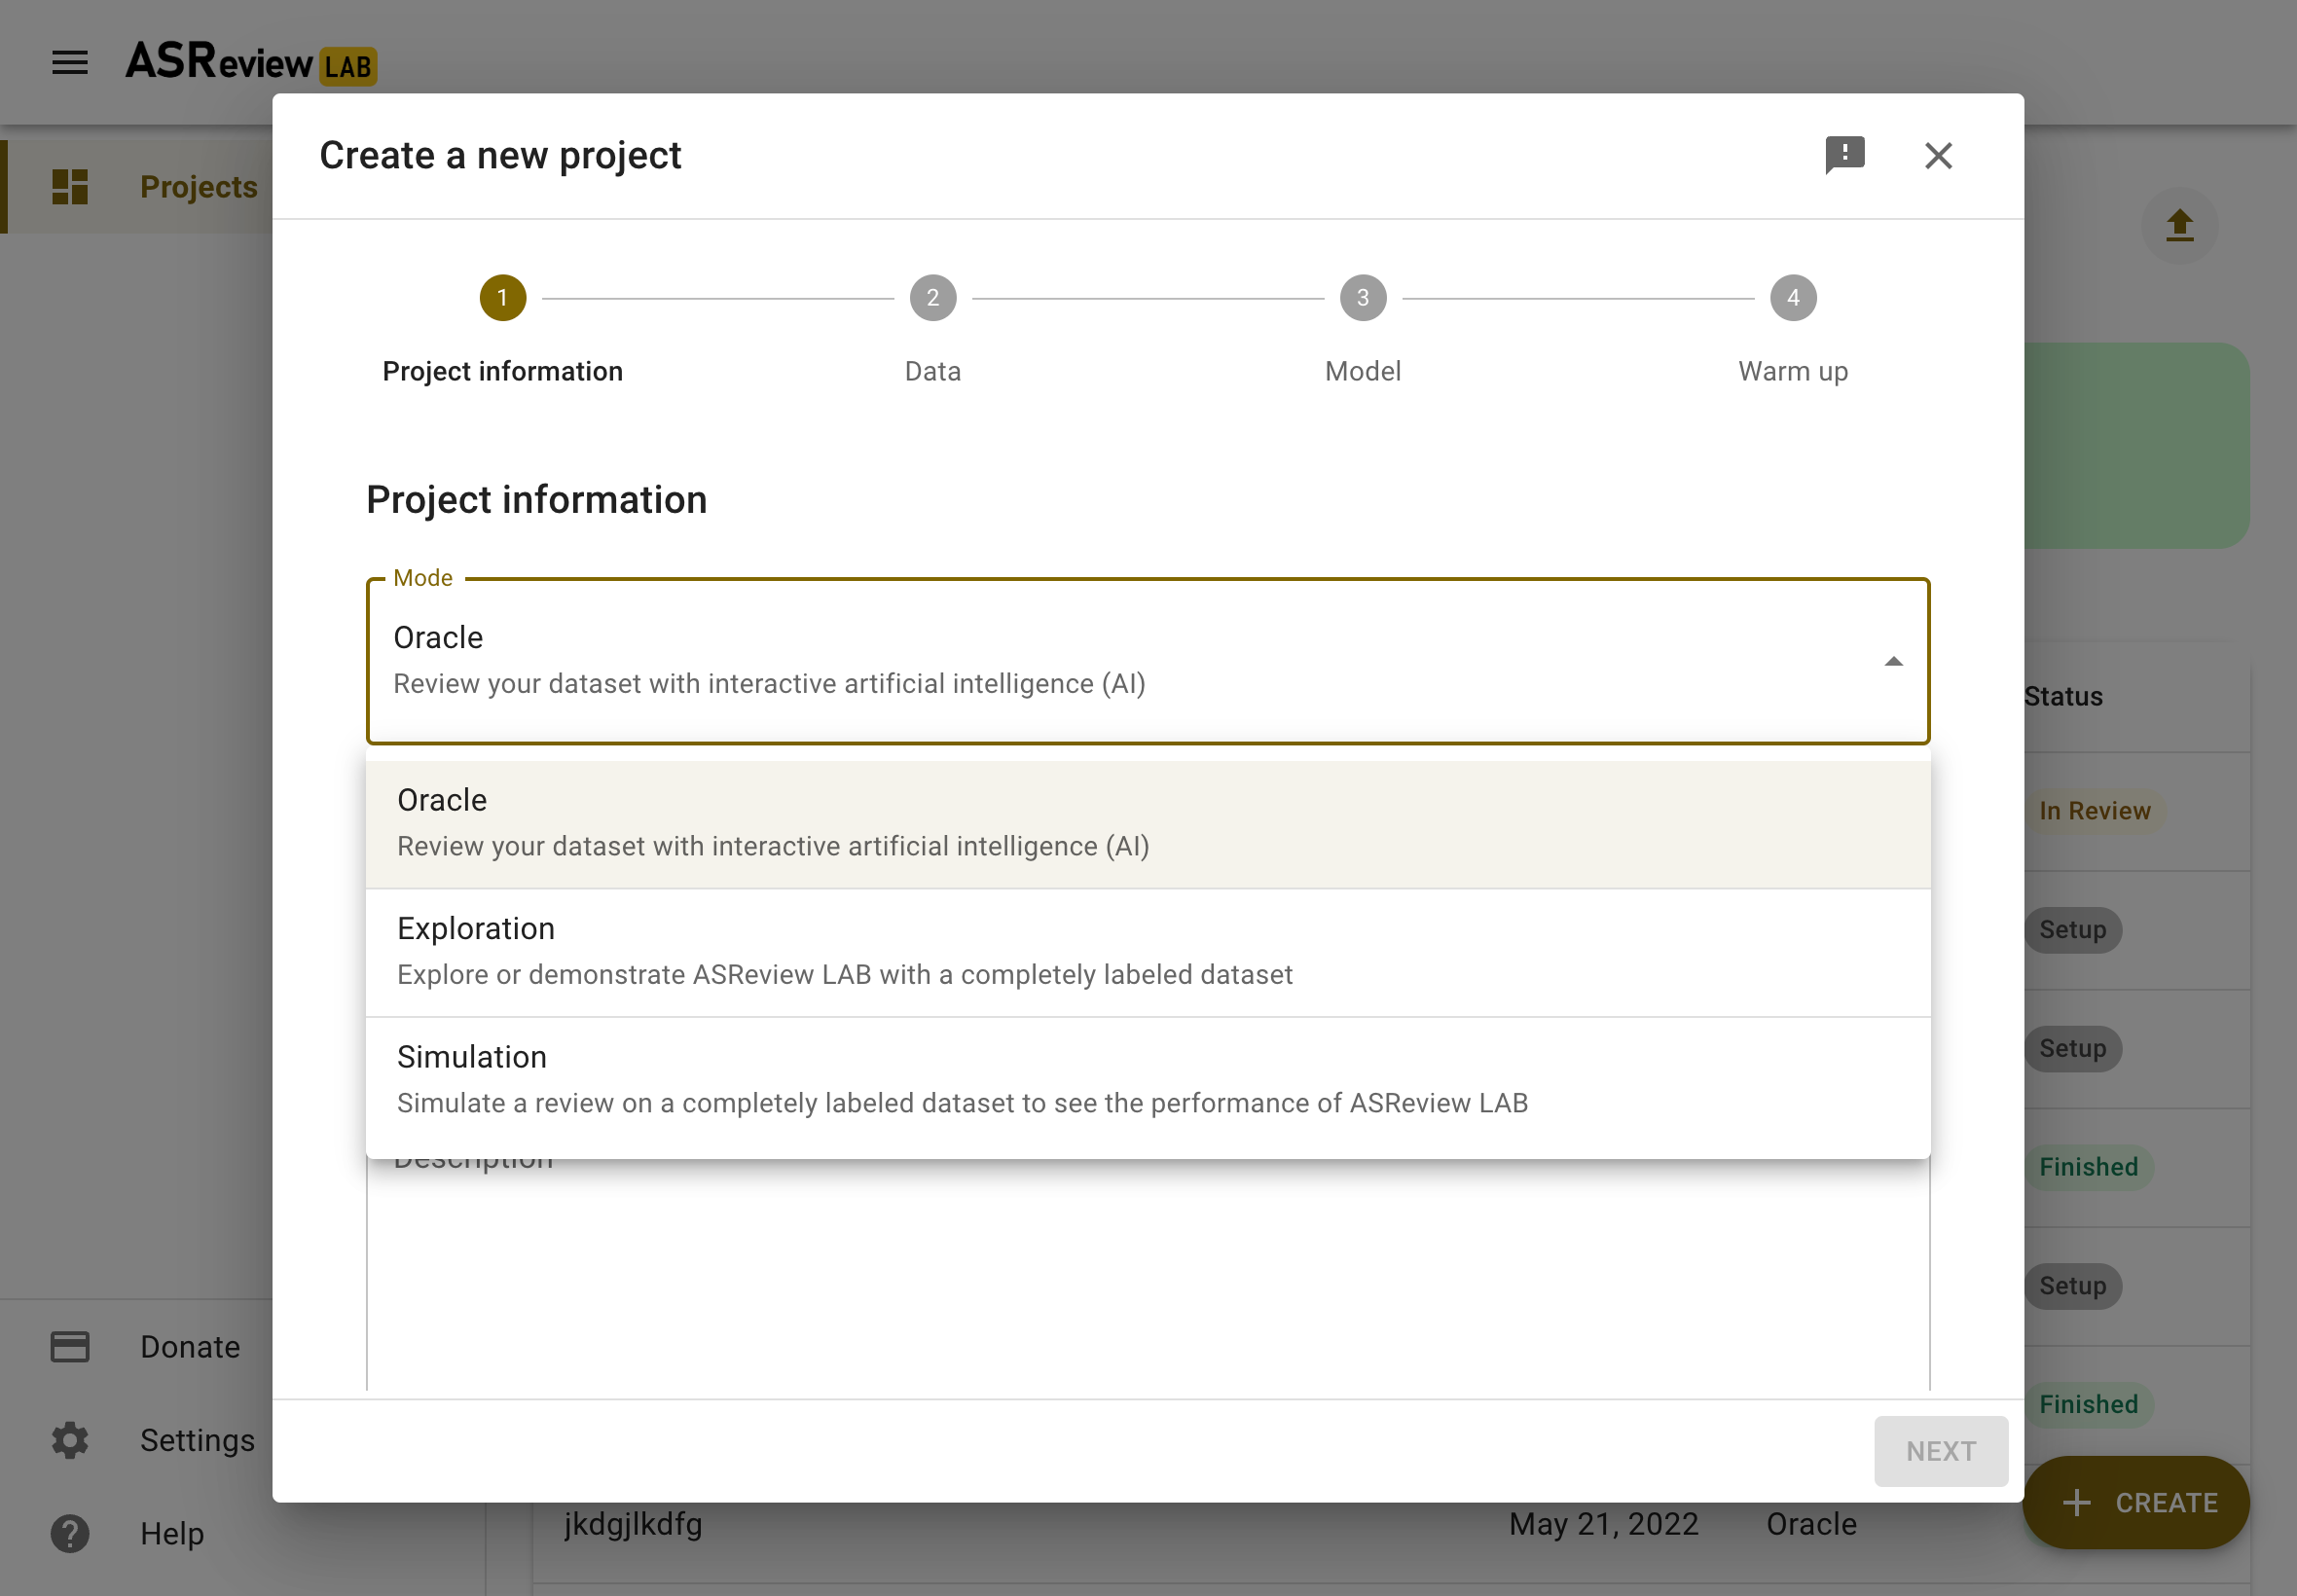 ASReview LAB
Projects
Create a new project
1
2
3
4
Project information
Data
Model
Warm up
Project information
Mode
Oracle
Review your dataset with interactive artificial intelligence (AI)
Oracle
Review your dataset with interactive artificial intelligence (AI)
Exploration
Explore or demonstrate ASReview LAB with a completely labeled dataset
Simulation
Simulate a review on a completely labeled dataset to see the performance of ASReview LAB
Description
NEXT
Status
In Review
Setup
Setup
Finished
Setup
Finished
CREATE
jkdgjlkdfg May 21, 2022 Oracle
Donate
Settings
Help